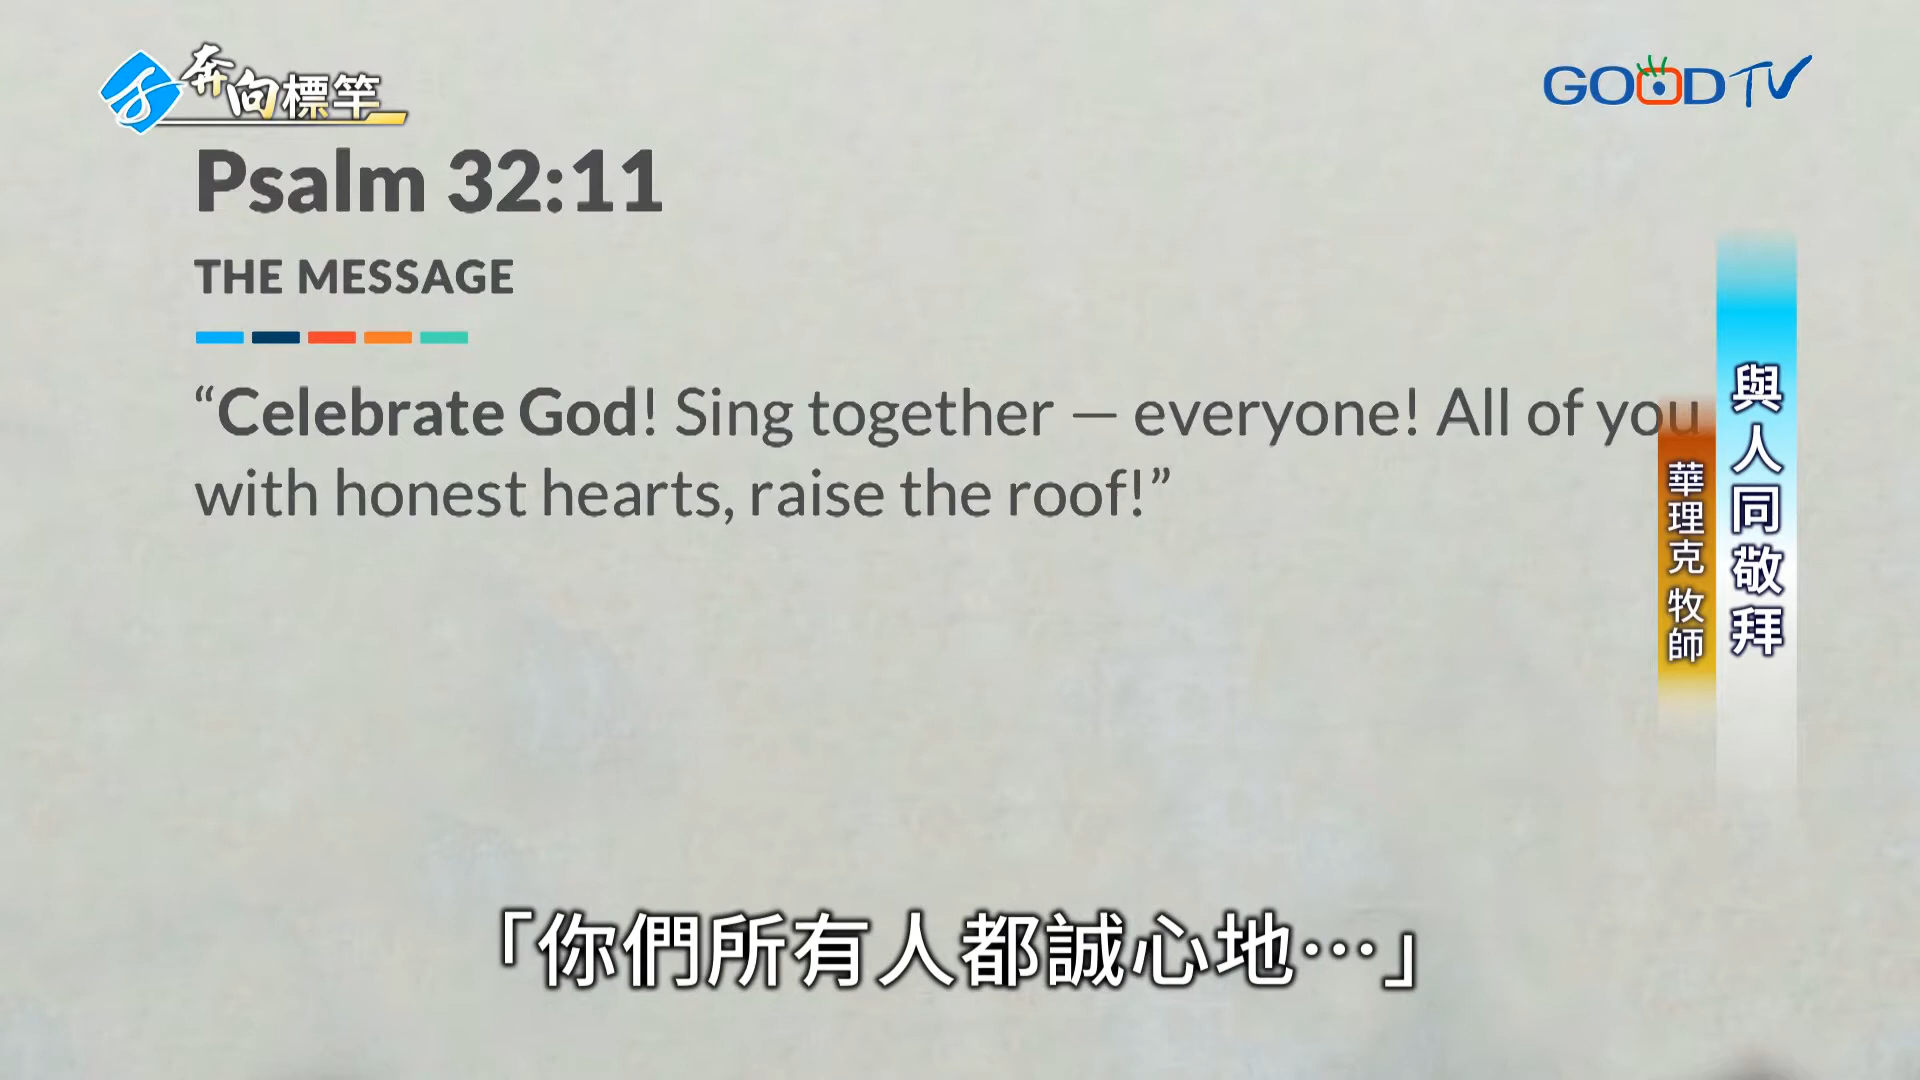 奔向標竿
GOOD TV
Psalm 32:11
THE MESSAGE
“Celebrate God! Sing together — everyone! All of you
with honest hearts, raise the roof!”
與人同敬拜
華理克 牧師
「你們所有人都誠心地…」